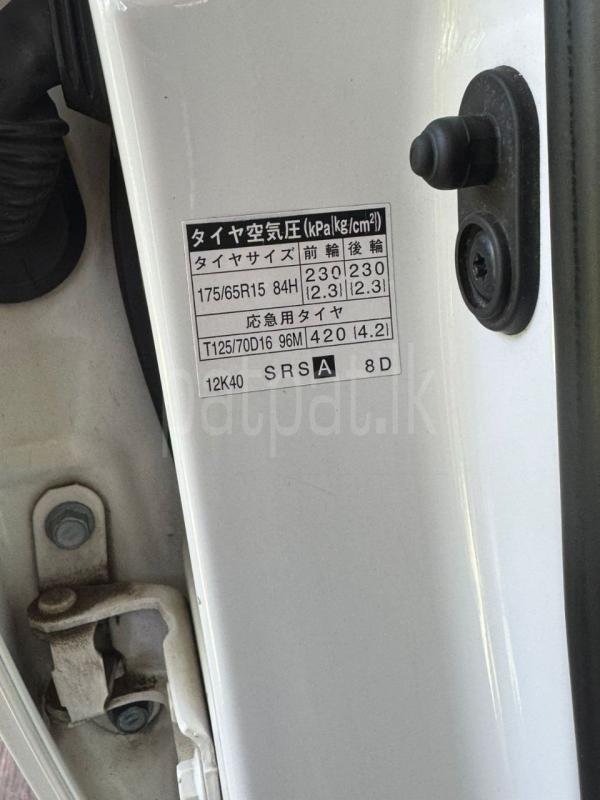 タイヤ空気圧(kPa{kg/cm²})
タイヤサイズ 前輪 後輪
175/65R15 84H 230 {2.3} 230 {2.3}
応急用タイヤ
T125/70D16 96M 420 {4.2}
12K40 SRS A 8D
patpat.lk